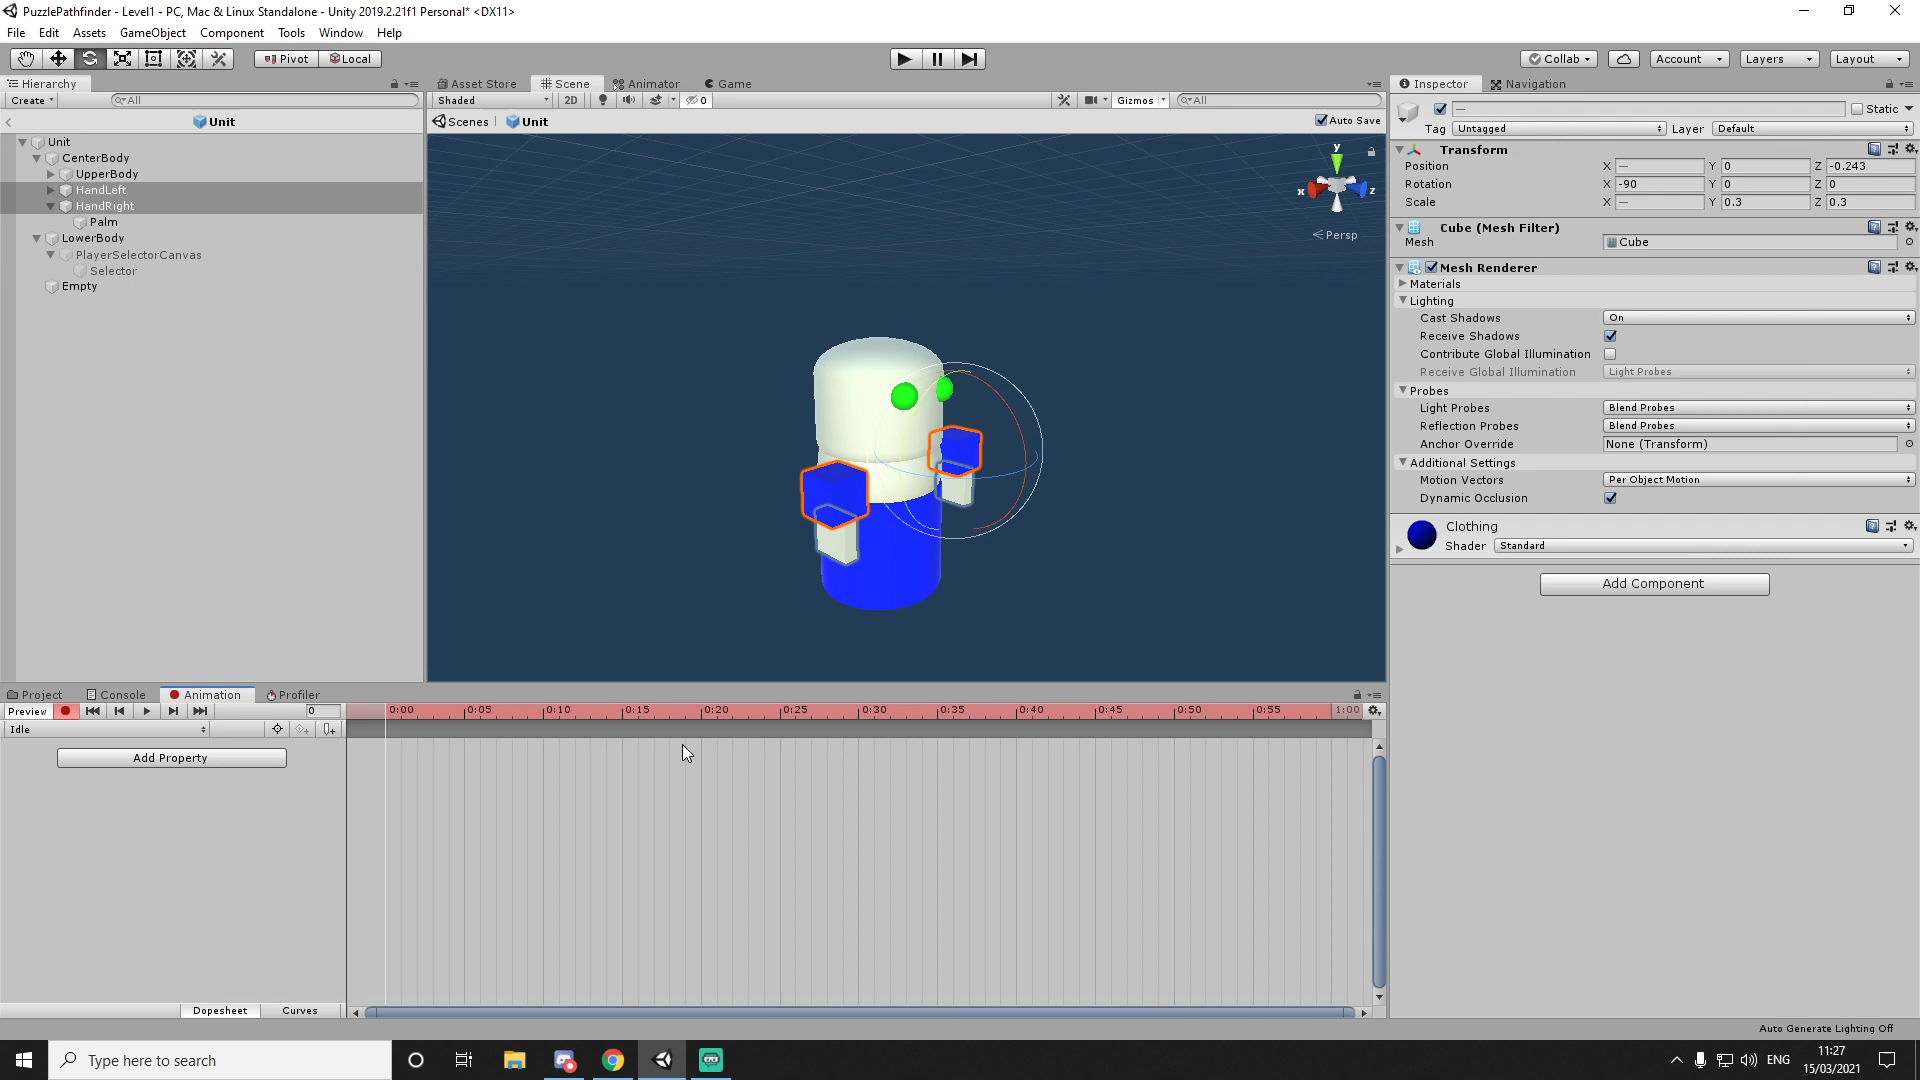 PuzzlePathfinder - Level1 - PC, Mac & Linux Standalone - Unity 2019.2.21f1 Personal* <DX11>
File Edit Assets GameObject Component Tools Window Help
Pivot Local Collab Account Layers Layout
Hierarchy Asset Store Scene Animator Game Inspector Navigation
Create All Shaded 2D 0 Gizmos All
Static
Unit Scenes Unit Auto Save
Tag Untagged Layer Default
Unit
CenterBody
UpperBody
HandLeft
HandRight
Palm
LowerBody
PlayerSelectorCanvas
Selector
Empty
y
x
z
Persp
Transform
Position X — Y 0 Z -0.243
Rotation X -90 Y 0 Z 0
Scale X — Y 0.3 Z 0.3
Cube (Mesh Filter)
Mesh Cube
Mesh Renderer
Materials
Lighting
Cast Shadows On
Receive Shadows
Contribute Global Illumination
Receive Global Illumination Light Probes
Probes
Light Probes Blend Probes
Reflection Probes Blend Probes
Anchor Override None (Transform)
Additional Settings
Motion Vectors Per Object Motion
Dynamic Occlusion
Clothing
Shader Standard
Add Component
Project Console Animation Profiler
Preview 0 0:00 0:05 0:10 0:15 0:20 0:25 0:30 0:35 0:40 0:45 0:50 0:55 1:00
Idle
Add Property
Dopesheet Curves
Auto Generate Lighting Off
Type here to search
ENG
11:27
15/03/2021